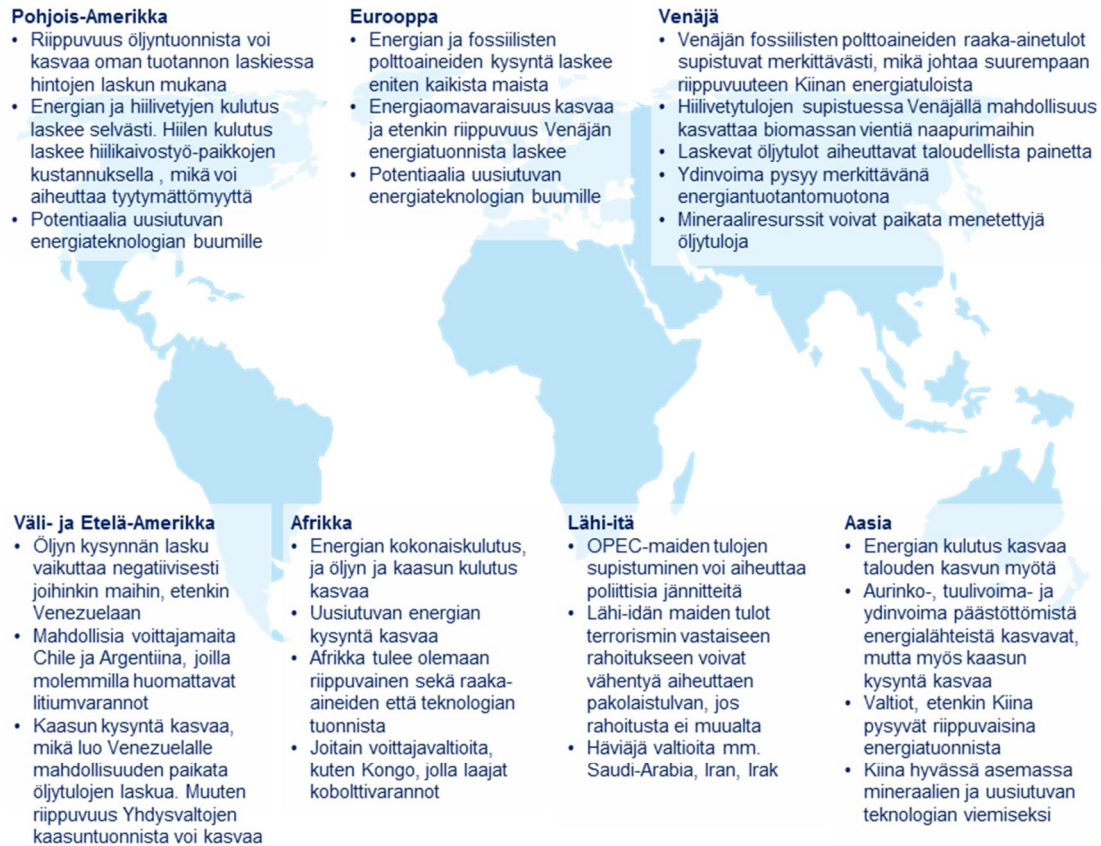 Pohjois-Amerikka
• Riippuvuus öljyntuonnista voi
kasvaa oman tuotannon laskiessa
hintojen laskun mukana
• Energian ja hiilivetyjen kulutus
laskee selvästi. Hiilen kulutus
laskee hiilikaivostyö-paikkojen
kustannuksella , mikä voi
aiheuttaa tyytymättömyyttä
• Potentiaalia uusiutuvan
energiateknologian buumille
Eurooppa
• Energian ja fossiilisten
polttoaineiden kysyntä laskee
eniten kaikista maista
• Energiaomavaraisuus kasvaa
ja etenkin riippuvuus Venäjän
energiatuonnista laskee
• Potentiaalia uusiutuvan
energiateknologian buumille
Venäjä
• Venäjän fossiilisten polttoaineiden raaka-ainetulot
supistuvat merkittävästi, mikä johtaa suurempaan
riippuvuuteen Kiinan energiatuloista
• Hiilivetytulojen supistuessa Venäjällä mahdollisuus
kasvattaa biomassan vientiä naapurimaihin
• Laskevat öljytulot aiheuttavat taloudellista painetta
• Ydinvoima pysyy merkittävänä
energiantuotantomuotona
• Mineraaliresurssit voivat paikata menetettyjä
öljytuloja
Väli- ja Etelä-Amerikka
• Öljyn kysynnän lasku
vaikuttaa negatiivisesti
joihinkin maihin, etenkin
Venezuelaan
• Mahdollisia voittajamaita
Chile ja Argentiina, joilla
molemmilla huomattavat
litiumvarannot
• Kaasun kysyntä kasvaa,
mikä luo Venezuelalle
mahdollisuuden paikata
öljytulojen laskua. Muuten
riippuvuus Yhdysvaltojen
kaasuntuonnista voi kasvaa
Afrikka
• Energian kokonaiskulutus,
ja öljyn ja kaasun kulutus
kasvaa
• Uusiutuvan energian
kysyntä kasvaa
• Afrikka tulee olemaan
riippuvainen sekä raaka-
aineiden että teknologian
tuonnista
• Joitain voittajavaltioita,
kuten Kongo, jolla laajat
kobolttivarannot
Lähi-itä
• OPEC-maiden tulojen
supistuminen voi aiheuttaa
poliittisia jännitteitä
• Lähi-idän maiden tulot
terrorismin vastaiseen
rahoitukseen voivat
vähentyä aiheuttaen
pakolaistulvan, jos
rahoitusta ei muualta
• Häviäjä valtioita mm.
Saudi-Arabia, Iran, Irak
Aasia
• Energian kulutus kasvaa
talouden kasvun myötä
• Aurinko-, tuulivoima- ja
ydinvoima päästöttömistä
energialähteistä kasvavat,
mutta myös kaasun
kysyntä kasvaa
• Valtiot, etenkin Kiina
pysyvät riippuvaisina
energiatuonnista
• Kiina hyvässä asemassa
mineraalien ja uusiutuvan
teknologian viemiseksi